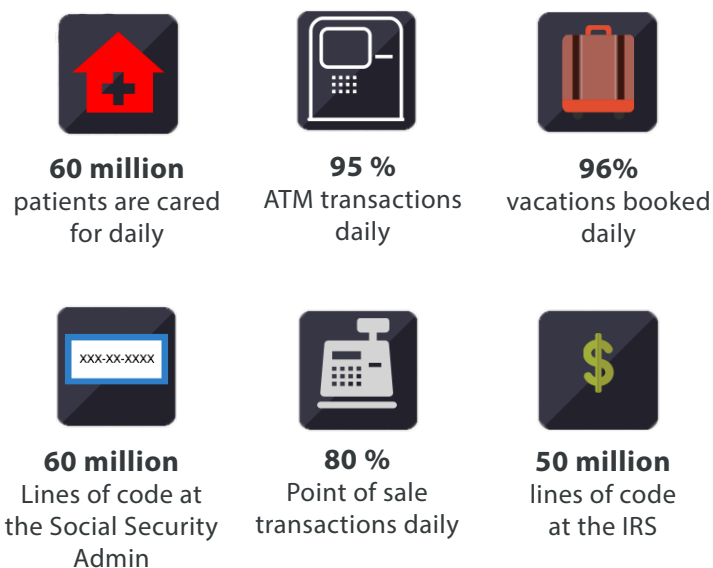 60 million
patients are cared
for daily
95 %
ATM transactions
daily
96%
vacations booked
daily
XXX-XX-XXXX
60 million
Lines of code at
the Social Security
Admin
80 %
Point of sale
transactions daily
50 million
lines of code
at the IRS